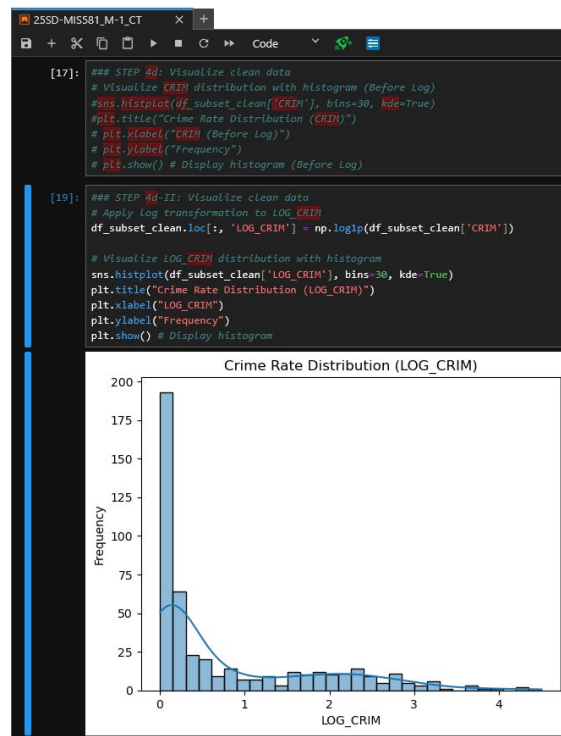 25SD-MIS581_M-1_CT
Code
[17]:
### STEP 4d: Visualize clean data
# Visualize CRIM distribution with histogram (Before Log)
#sns.histplot(df_subset_clean['CRIM'], bins=30, kde=True)
#plt.title("Crime Rate Distribution (CRIM)")
# plt.xlabel("CRIM (Before Log)")
# plt.ylabel("Frequency")
# plt.show() # Display histogram (Before Log)
[19]:
### STEP 4d-II: Visualize clean data
# Apply log transformation to LOG_CRIM
df_subset_clean.loc[:, 'LOG_CRIM'] = np.log1p(df_subset_clean['CRIM'])
# Visualize LOG_CRIM distribution with histogram
sns.histplot(df_subset_clean['LOG_CRIM'], bins=30, kde=True)
plt.title("Crime Rate Distribution (LOG_CRIM)")
plt.xlabel("LOG_CRIM")
plt.ylabel("Frequency")
plt.show() # Display histogram
Crime Rate Distribution (LOG_CRIM)
200
175
150
125
100
75
50
25
0
Frequency
0 1 2 3 4
LOG_CRIM